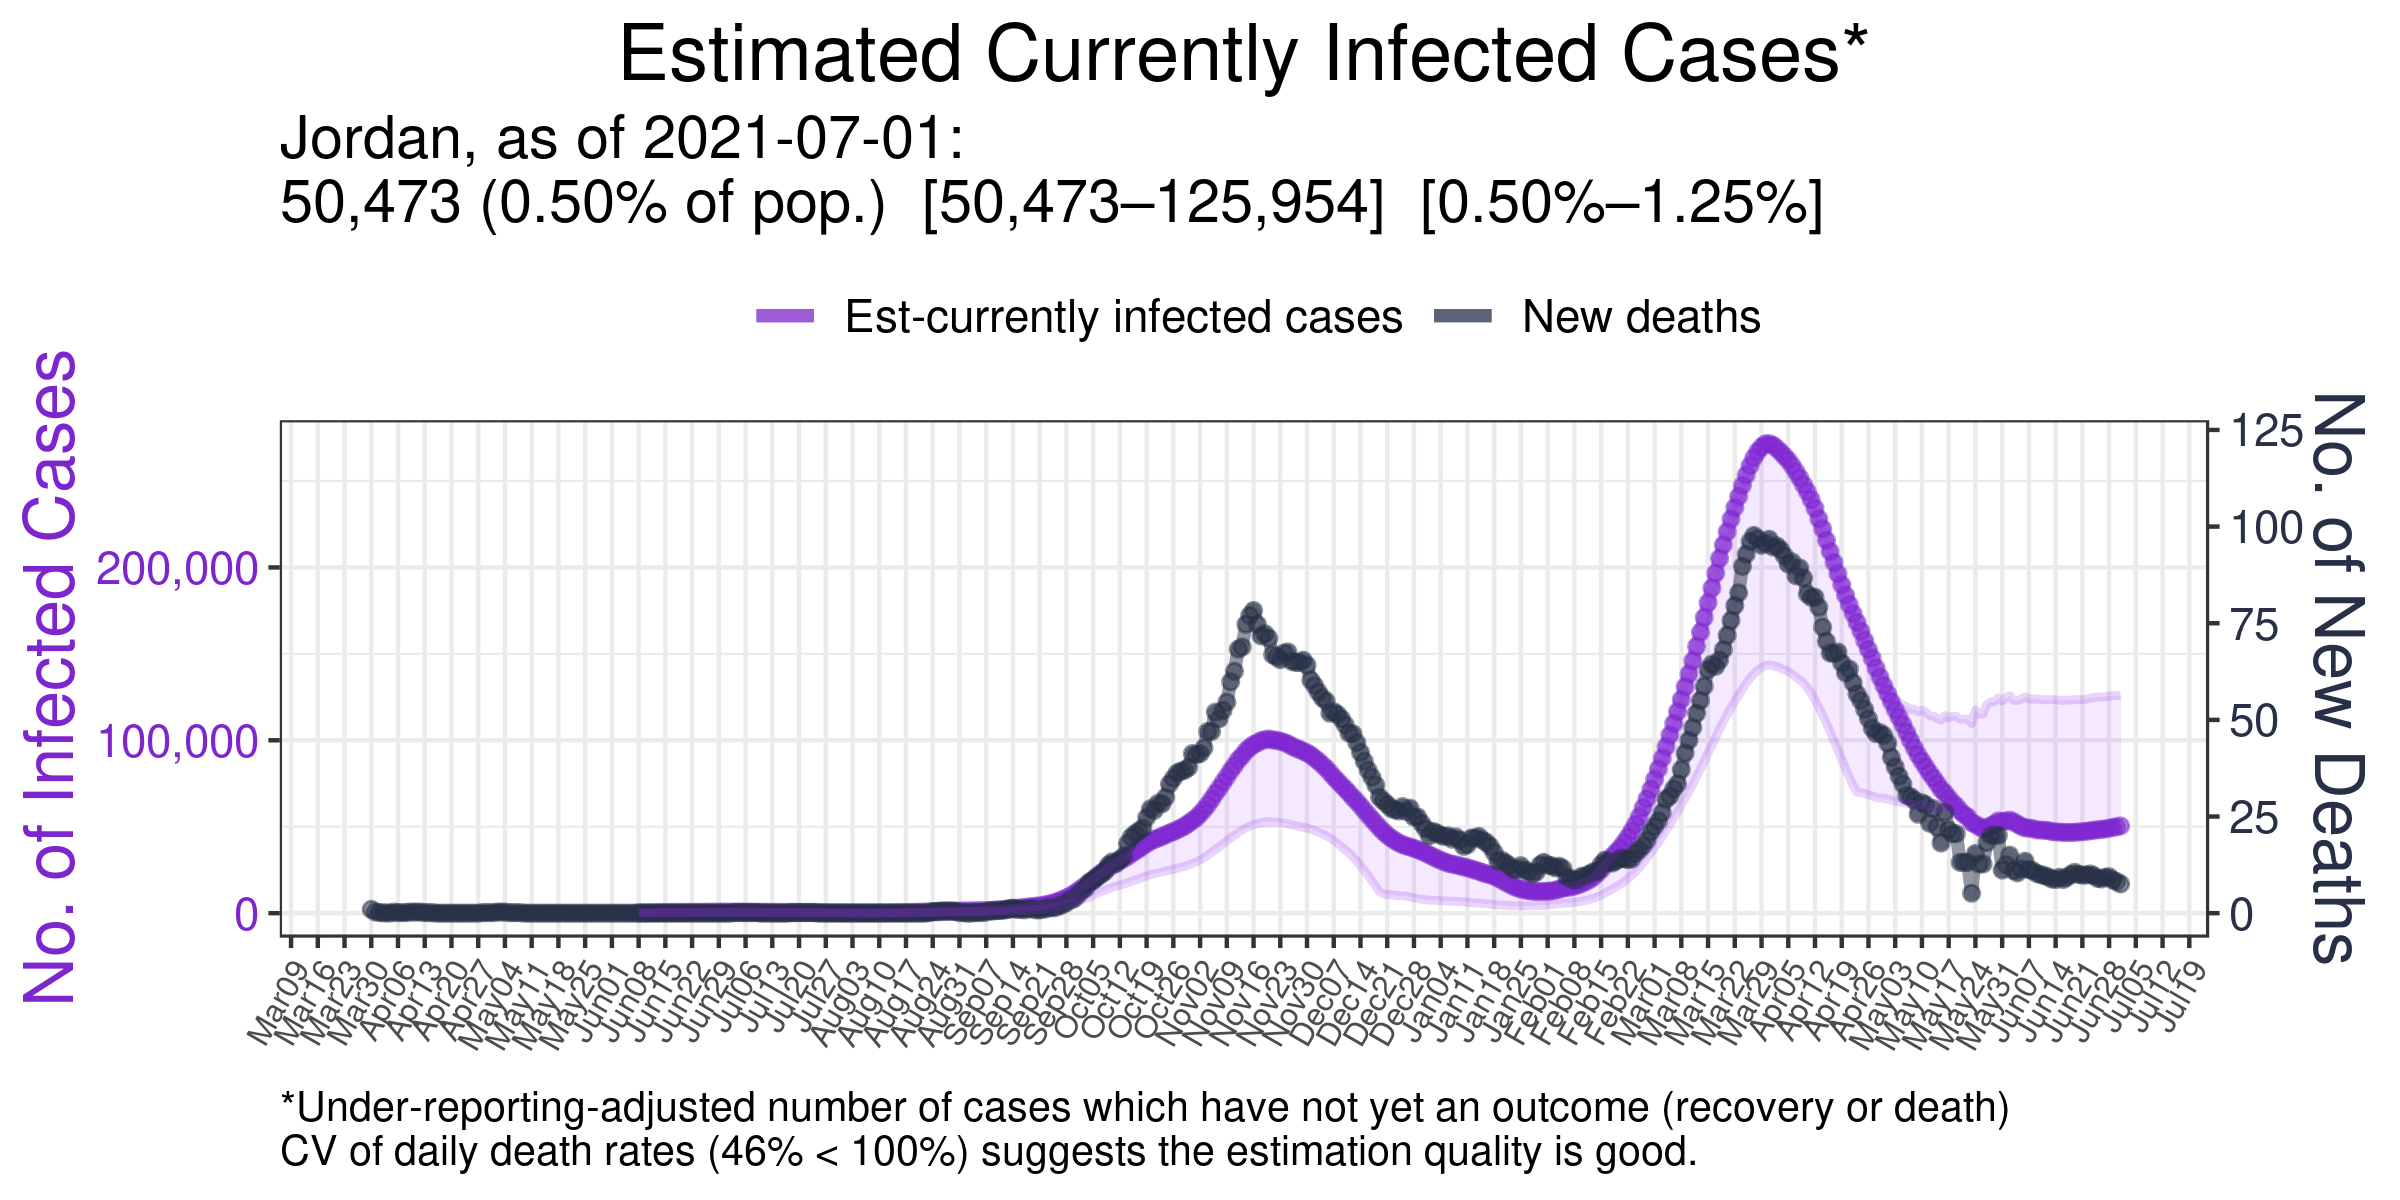 Estimated Currently Infected Cases*
Jordan, as of 2021-07-01:
50,473 (0.50% of pop.) [50,473–125,954] [0.50%–1.25%]
Est-currently infected cases
New deaths
No. of Infected Cases
200,000
100,000
0
125
100
75
50
25
0
No. of New Deaths
Mar09
Mar16
Mar23
Mar30
Apr06
Apr13
Apr20
Apr27
May04
May11
May18
May25
Jun01
Jun08
Jun15
Jun22
Jun29
Jul06
Jul13
Jul20
Jul27
Aug03
Aug10
Aug17
Aug24
Aug31
Sep07
Sep14
Sep21
Sep28
Oct05
Oct12
Oct19
Oct26
Nov02
Nov09
Nov16
Nov23
Nov30
Dec07
Dec14
Dec21
Dec28
Jan04
Jan11
Jan18
Jan25
Feb01
Feb08
Feb15
Feb22
Mar01
Mar08
Mar15
Mar22
Mar29
Apr05
Apr12
Apr19
Apr26
May03
May10
May17
May24
May31
Jun07
Jun14
Jun21
Jun28
Jul05
Jul12
Jul19
*Under-reporting-adjusted number of cases which have not yet an outcome (recovery or death)
CV of daily death rates (46% < 100%) suggests the estimation quality is good.